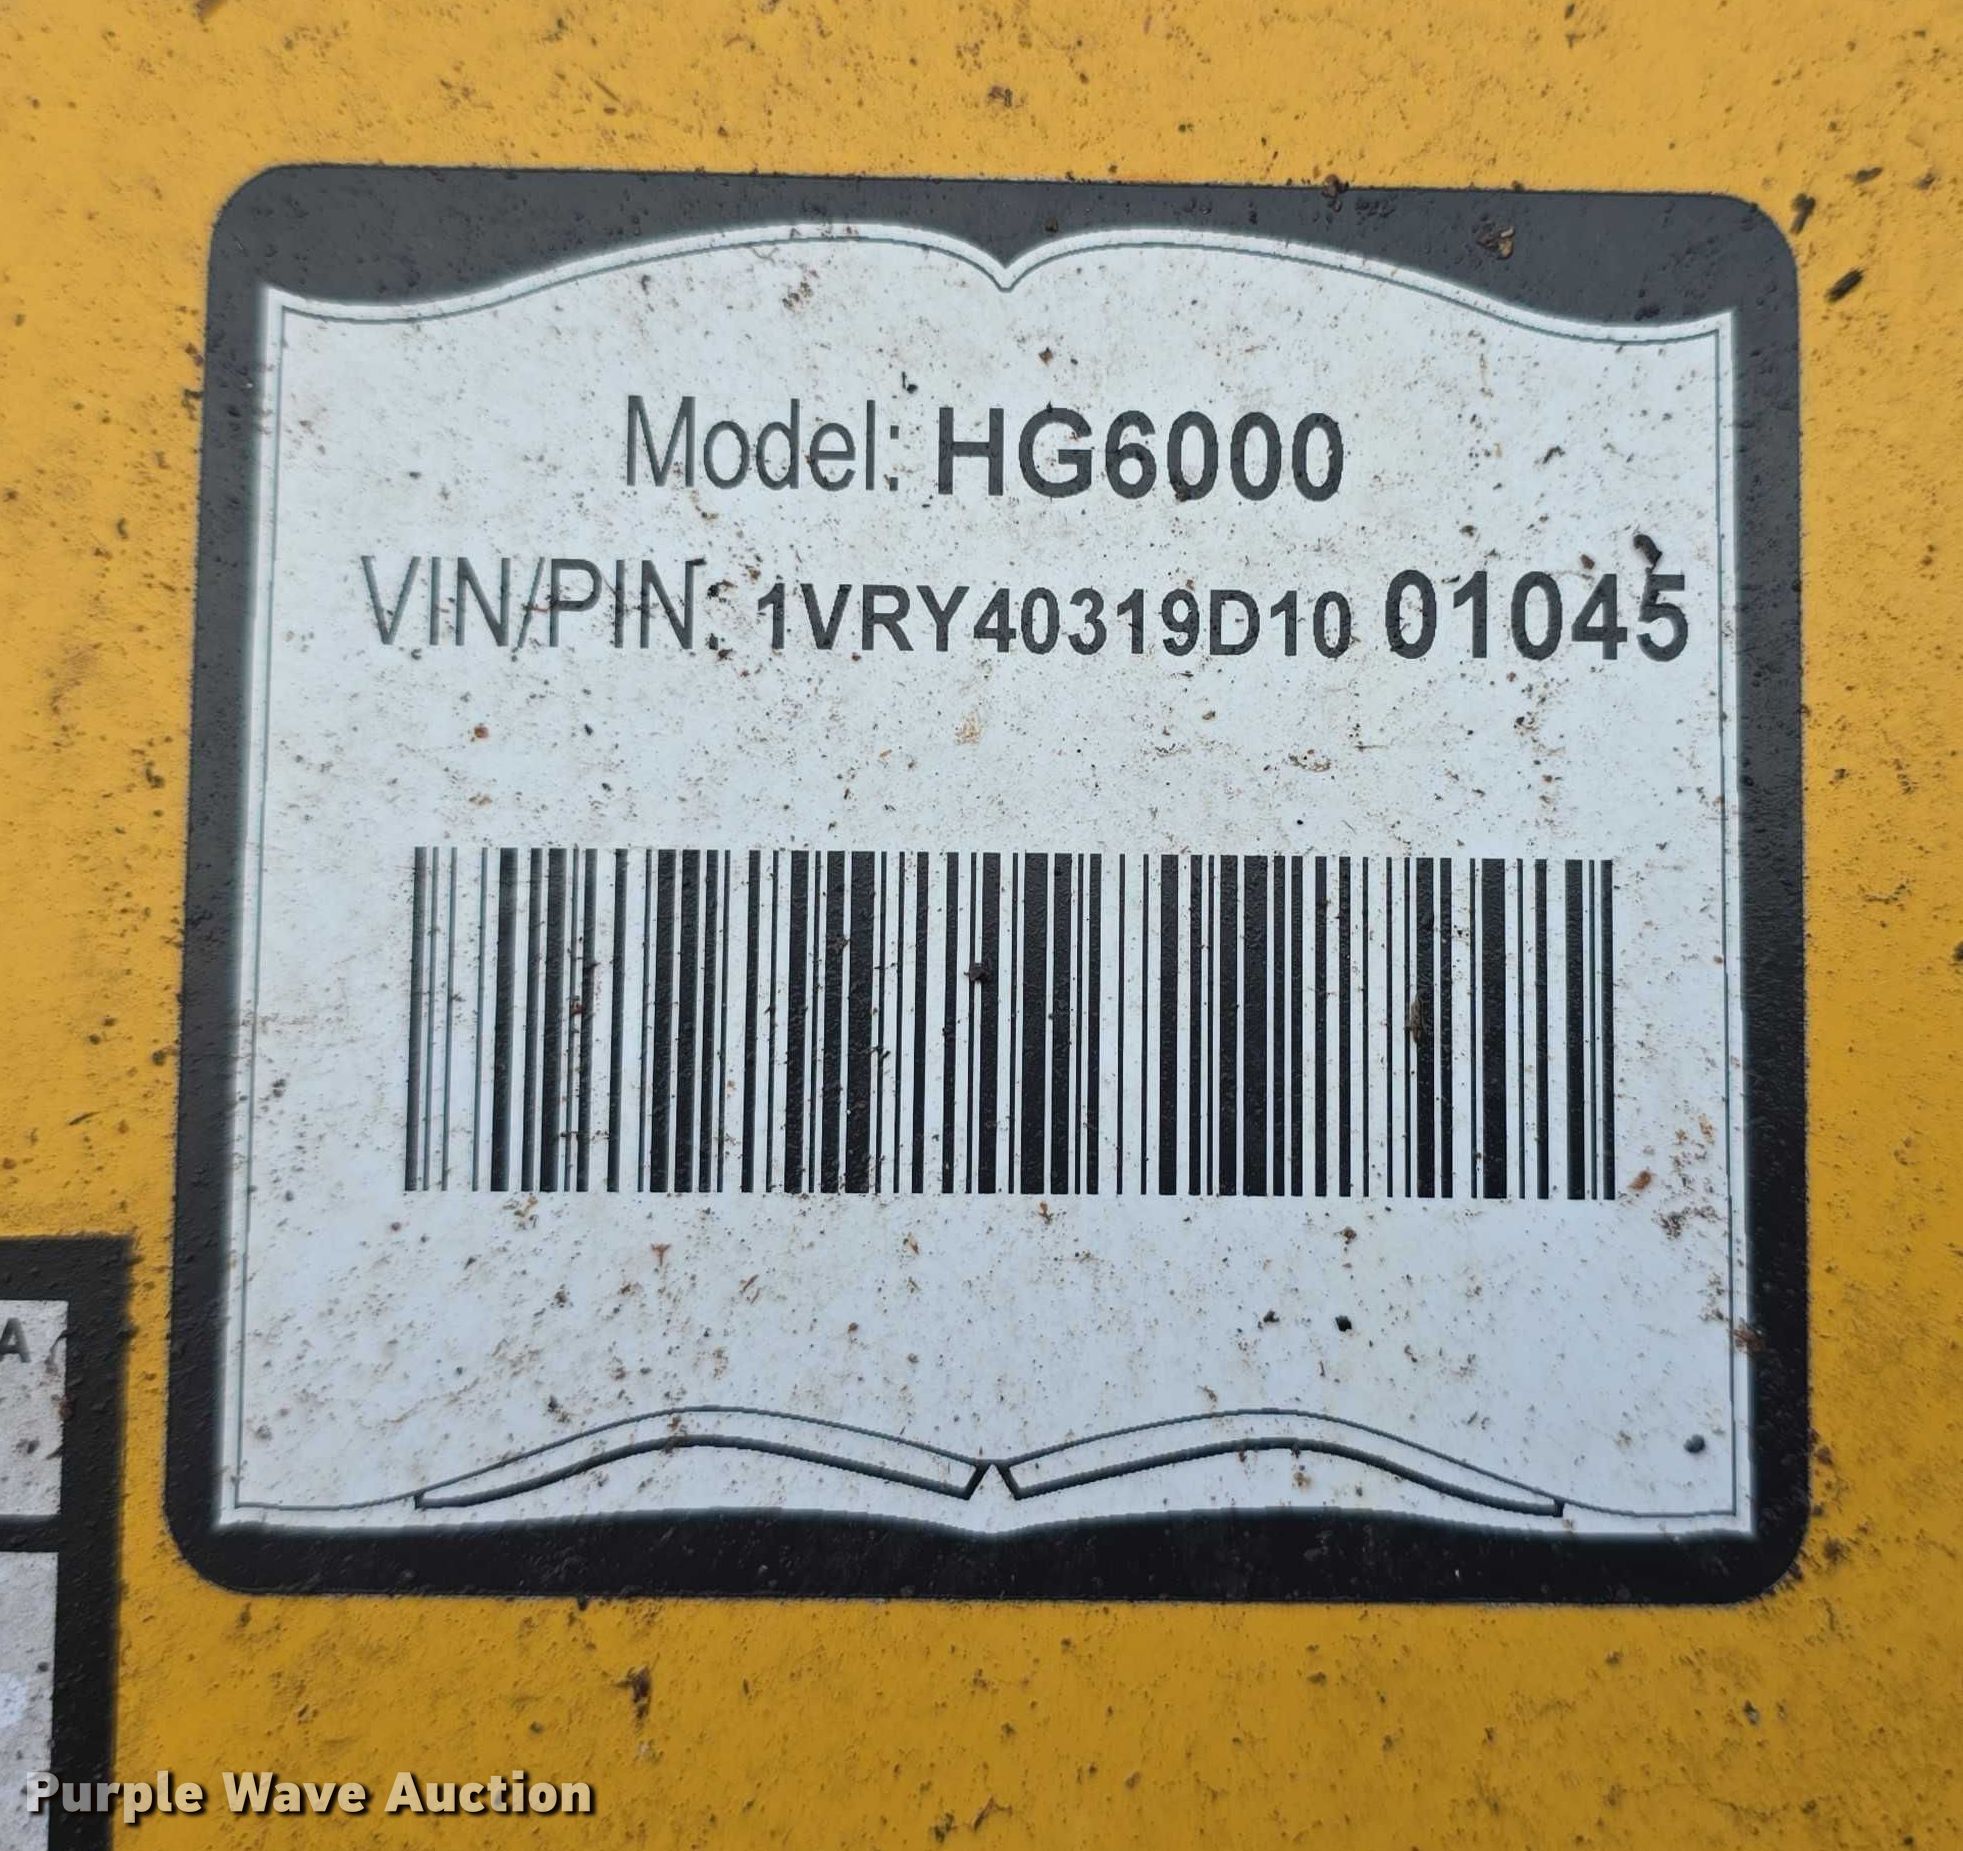 Model: HG6000
VIN/PIN: 1VRY40319D10 01045
A
Purple Wave Auction